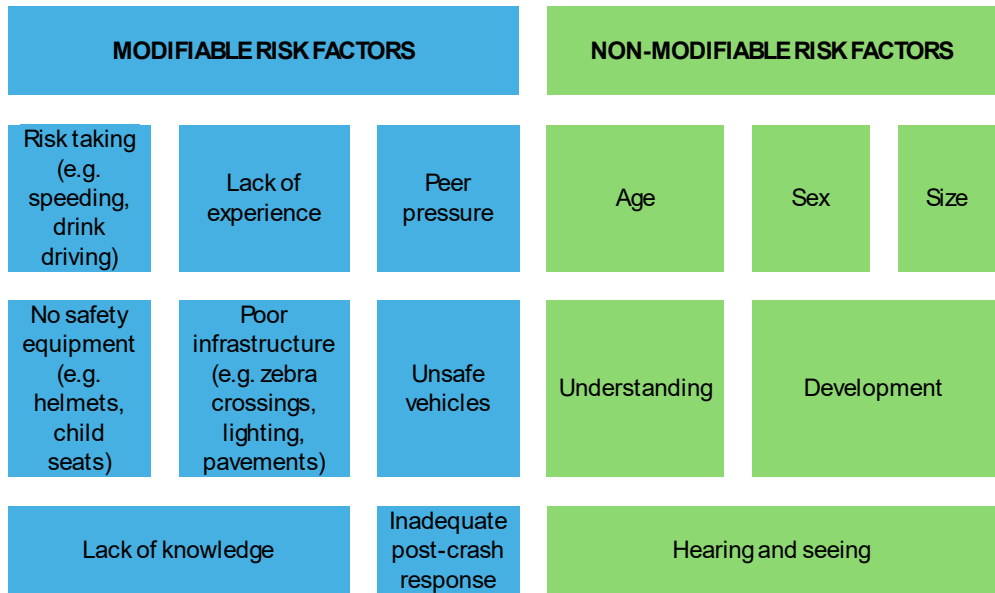 MODIFIABLE RISK FACTORS
NON-MODIFIABLE RISK FACTORS
Risk taking
(e.g.
speeding,
drink
driving)
Lack of
experience
Peer
pressure
Age
Sex
Size
No safety
equipment
(e.g.
helmets,
child
seats)
Poor
infrastructure
(e.g. zebra
crossings,
lighting,
pavements)
Unsafe
vehicles
Understanding
Development
Lack of knowledge
Inadequate
post-crash
response
Hearing and seeing